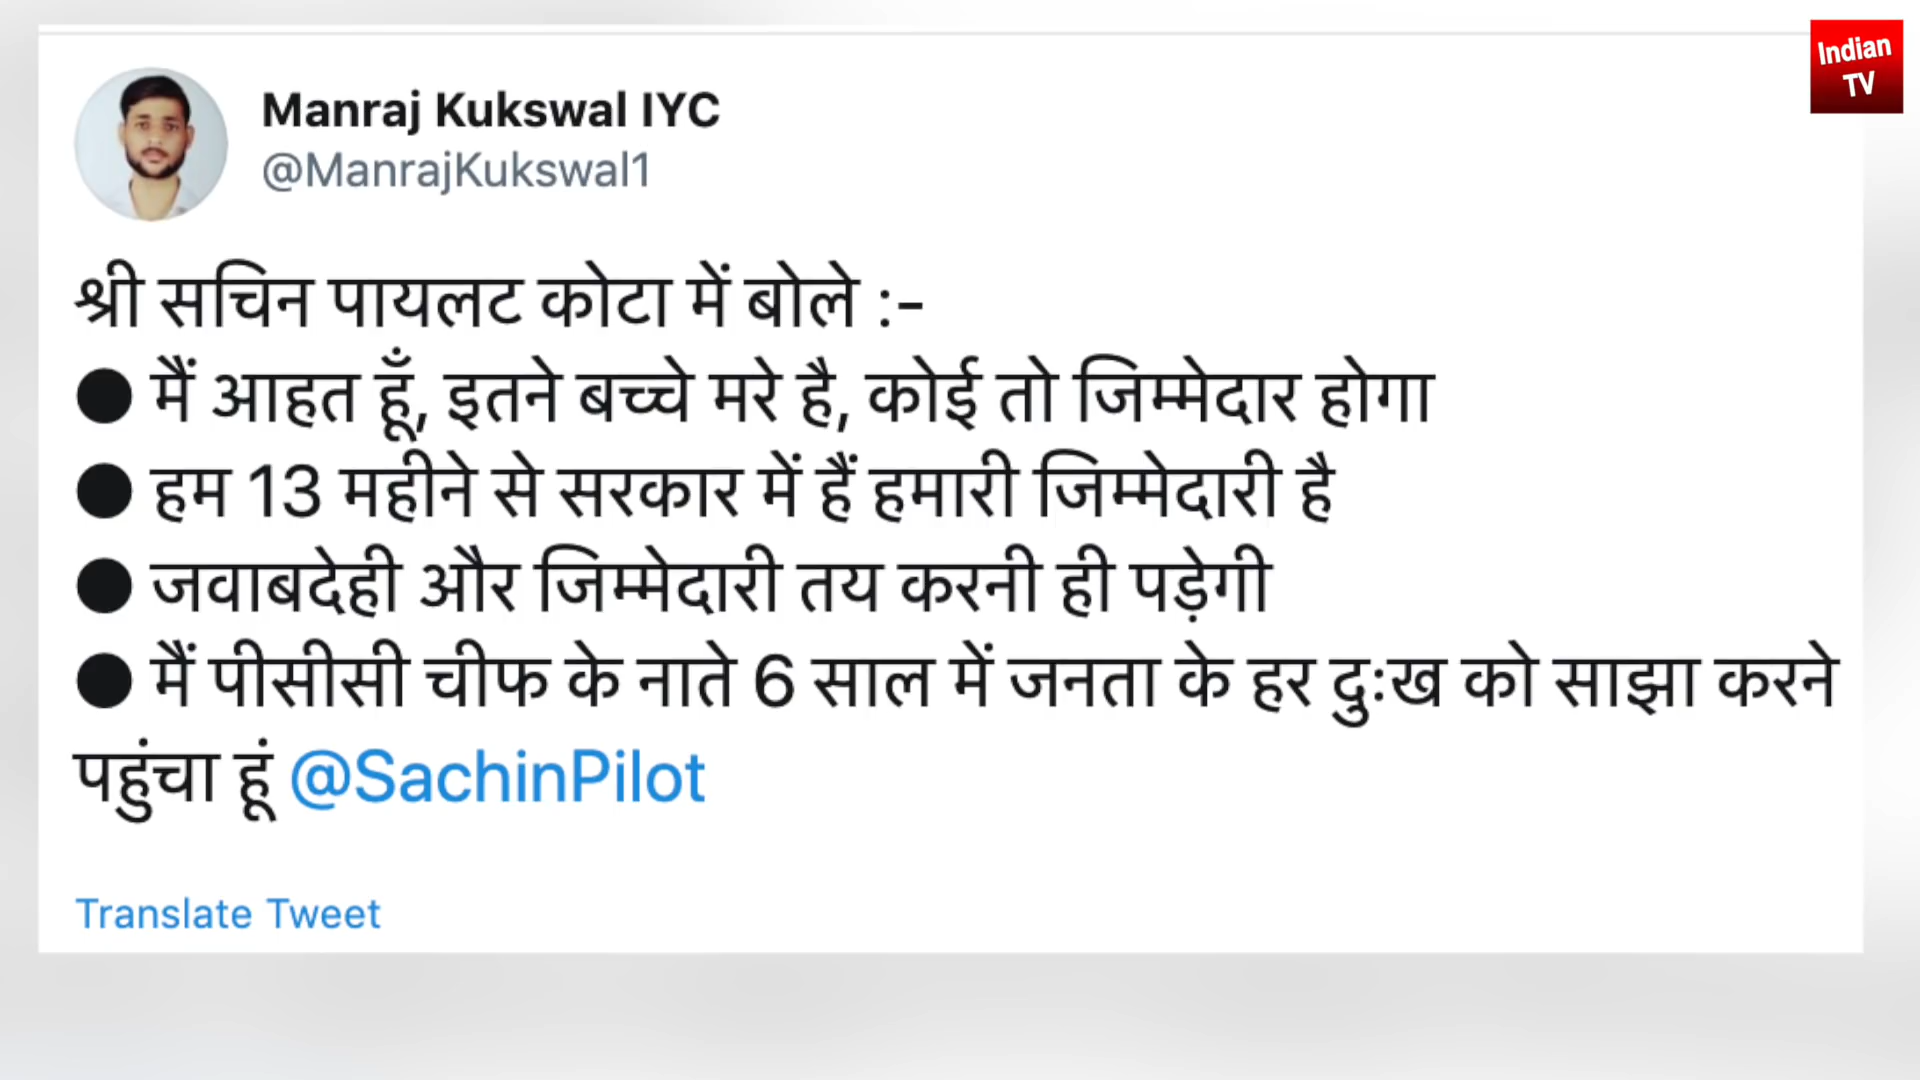 Indian
TV
Manraj Kukswal IYC
@ManrajKukswal1
श्री सचिन पायलट कोटा में बोले :-
● मैं आहत हूँ, इतने बच्चे मरे है, कोई तो जिम्मेदार होगा
● हम 13 महीने से सरकार में हैं हमारी जिम्मेदारी है
● जवाबदेही और जिम्मेदारी तय करनी ही पड़ेगी
● मैं पीसीसी चीफ के नाते 6 साल में जनता के हर दुःख को साझा करने
पहुंचा हूं @SachinPilot
Translate Tweet